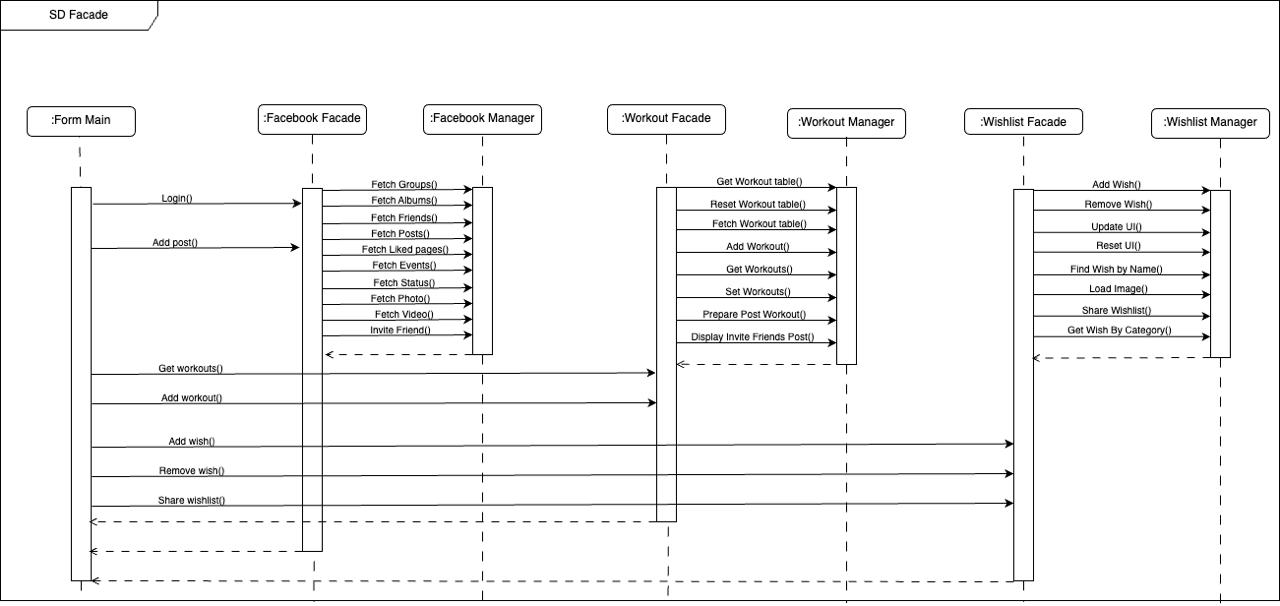 SD Facade
:Form Main
:Facebook Facade
:Facebook Manager
:Workout Facade
:Workout Manager
:Wishlist Facade
:Wishlist Manager
Login()
Add post()
Fetch Groups()
Fetch Albums()
Fetch Friends()
Fetch Posts()
Fetch Liked pages()
Fetch Events()
Fetch Status()
Fetch Photo()
Fetch Video()
Invite Friend()
Get Workout table()
Reset Workout table()
Fetch Workout table()
Add Workout()
Get Workouts()
Set Workouts()
Prepare Post Workout()
Display Invite Friends Post()
Add Wish()
Remove Wish()
Update UI()
Reset UI()
Find Wish by Name()
Load Image()
Share Wishlist()
Get Wish By Category()
Get workouts()
Add workout()
Add wish()
Remove wish()
Share wishlist()